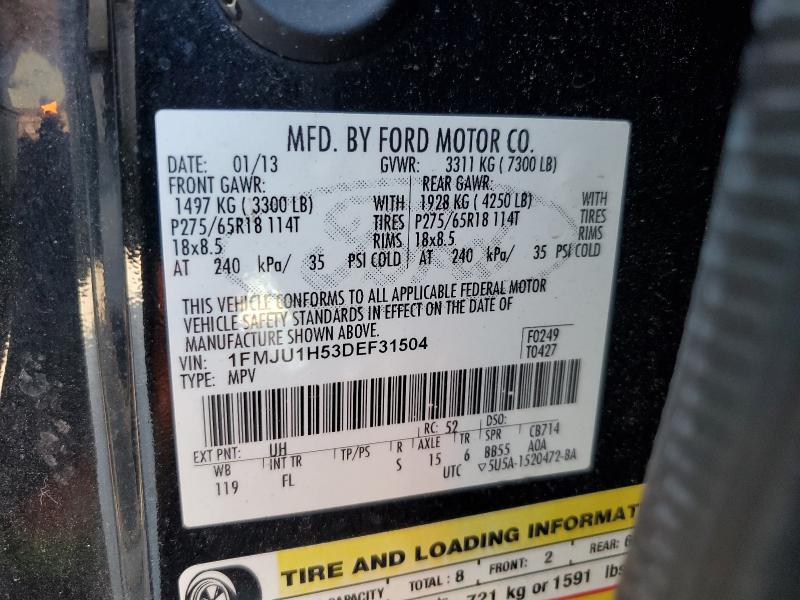 MFD. BY FORD MOTOR CO.
DATE: 01/13 GVWR: 3311 KG ( 7300 LB)
FRONT GAWR: REAR GAWR:
1497 KG ( 3300 LB) WITH 1928 KG ( 4250 LB) WITH
P275/65R18 114T TIRES P275/65R18 114T TIRES
18x8.5 RIMS 18x8.5 RIMS
AT 240 kPa/ 35 PSI COLD AT 240 kPa/ 35 PSI COLD
THIS VEHICLE CONFORMS TO ALL APPLICABLE FEDERAL MOTOR
VEHICLE SAFETY STANDARDS IN EFFECT ON THE DATE OF
MANUFACTURE SHOWN ABOVE.
VIN: 1FMJU1H53DEF31504 F0249
TYPE: MPV T0427
EXT PNT: UH RC: 52 DSO:
WB INT TR TP/PS R AXLE TR SPR CB714
119 FL S 15 6 BB55 AOA
UTC ▽5U5A-1520472-BA
TIRE AND LOADING INFORMAT
CAPACITY TOTAL : 8 FRONT: 2 REAR: 6
721 kg or 1591 lbs